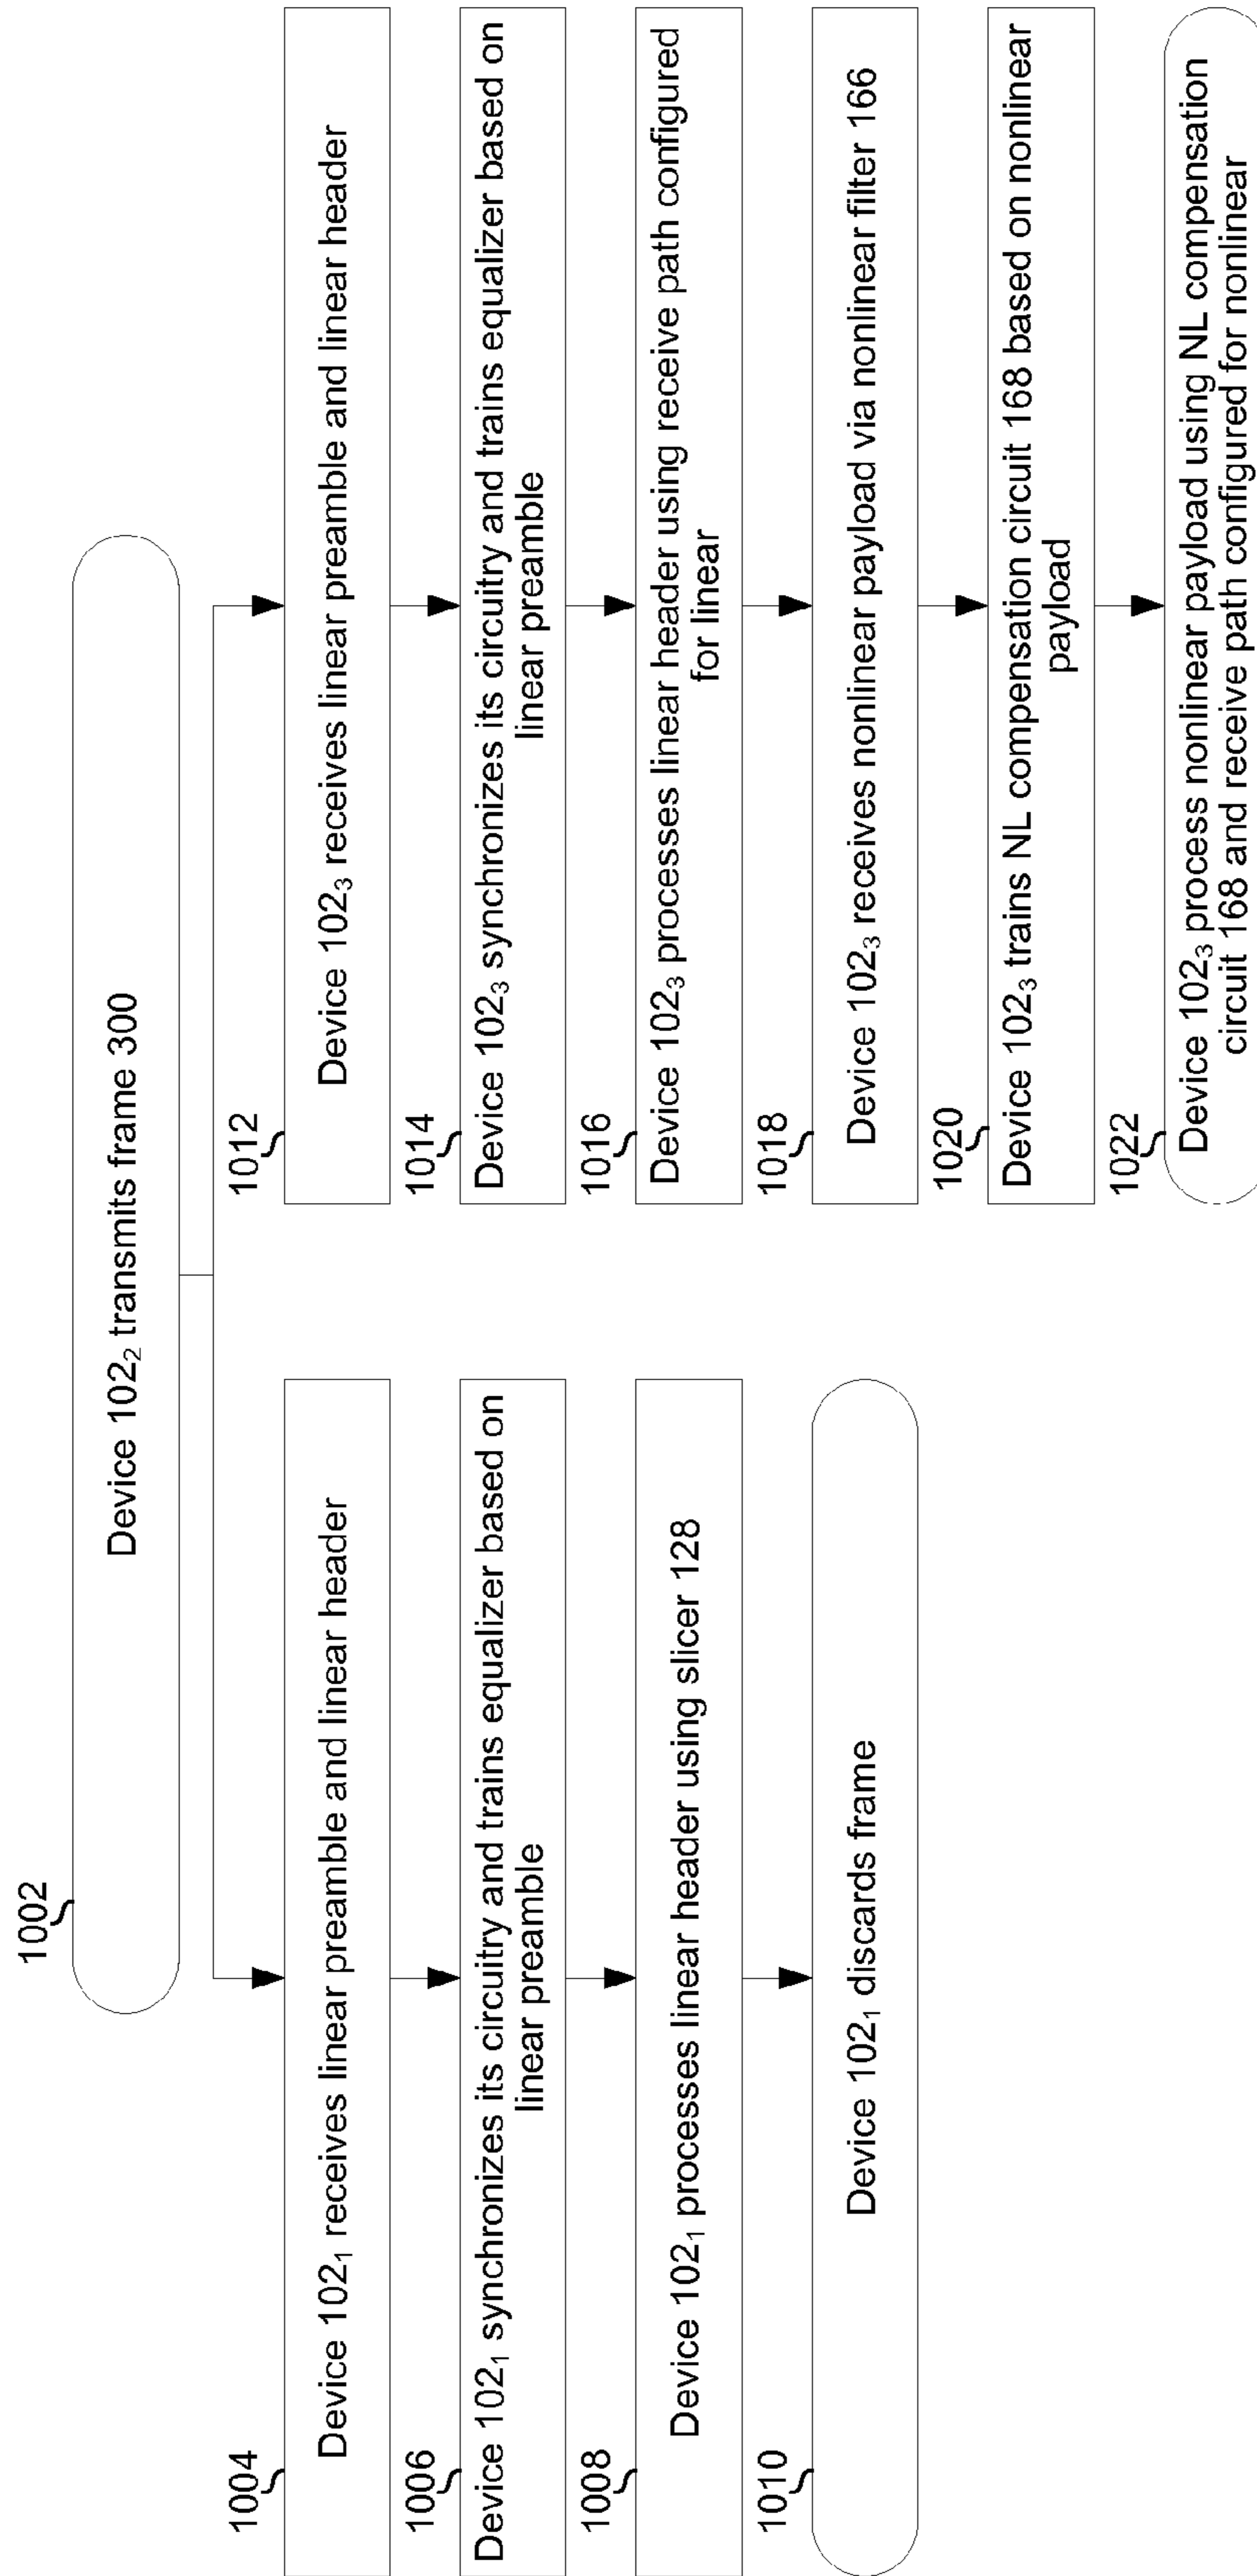 1002
Device 102₂ transmits frame 300
1004
Device 102₁ receives linear preamble and linear header
1006
Device 102₁ synchronizes its circuitry and trains equalizer based on
linear preamble
1008
Device 102₁ processes linear header using slicer 128
1010
Device 102₁ discards frame
1012
Device 102₃ receives linear preamble and linear header
1014
Device 102₃ synchronizes its circuitry and trains equalizer based on
linear preamble
1016
Device 102₃ processes linear header using receive path configured
for linear
1018
Device 102₃ receives nonlinear payload via nonlinear filter 166
1020
Device 102₃ trains NL compensation circuit 168 based on nonlinear
payload
1022
Device 102₃ process nonlinear payload using NL compensation
circuit 168 and receive path configured for nonlinear